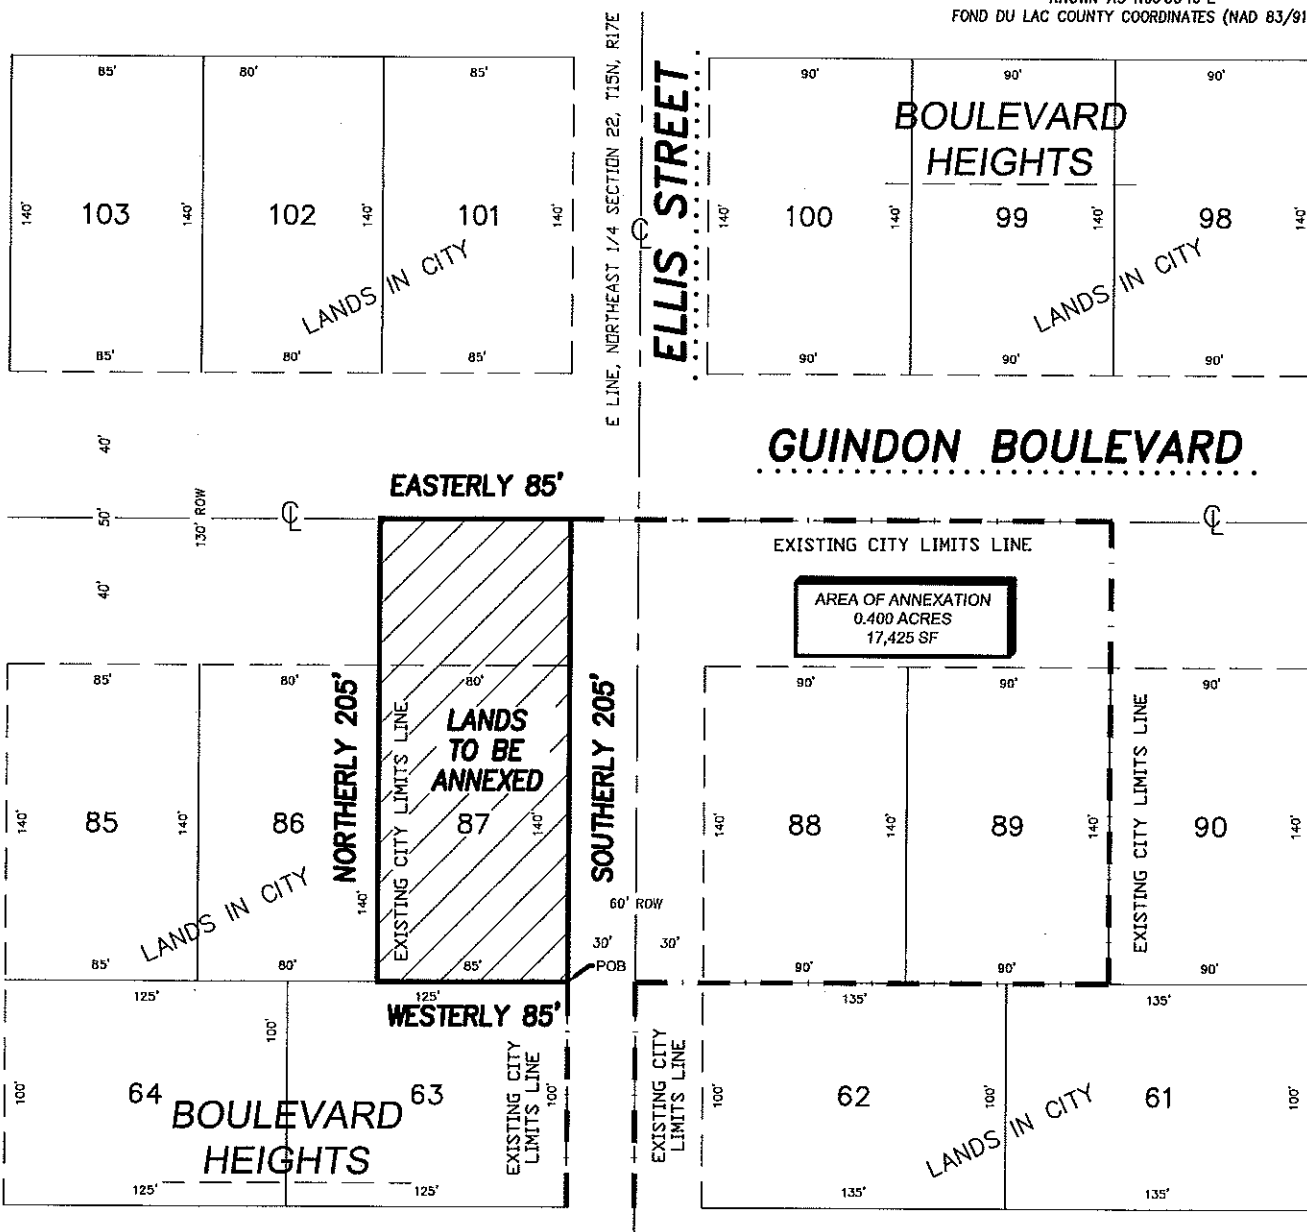 FOND DU LAC COUNTY COORDINATES (NAD 83/91
85'
80'
85'
90'
90'
90'
E LINE, NORTHEAST 1/4 SECTION 22, T15N, R17E
ELLIS STREET
BOULEVARD
HEIGHTS
140'
103
140'
102
140'
101
140'
CL
140'
100
140'
99
140'
98
140'
LANDS IN CITY
LANDS IN CITY
85'
80'
85'
90'
90'
90'
40'
50'
40'
130' ROW
CL
GUINDON BOULEVARD
EASTERLY 85'
CL
EXISTING CITY LIMITS LINE
AREA OF ANNEXATION
0.400 ACRES
17,425 SF
85'
80'
80'
90'
90'
90'
NORTHERLY 205'
EXISTING CITY LIMITS LINE
LANDS
TO BE
ANNEXED
SOUTHERLY 205'
EXISTING CITY LIMITS LINE
140'
85
140'
86
140'
87
140'
140'
88
140'
89
140'
90
140'
LANDS IN CITY
60' ROW
30'
30'
POB
85'
80'
85'
90'
90'
90'
WESTERLY 85'
125'
125'
135'
135'
100'
64
100'
63
100'
BOULEVARD
HEIGHTS
EXISTING CITY
LIMITS LINE
EXISTING CITY
LIMITS LINE
100'
62
100'
61
100'
LANDS IN CITY
125'
125'
135'
135'